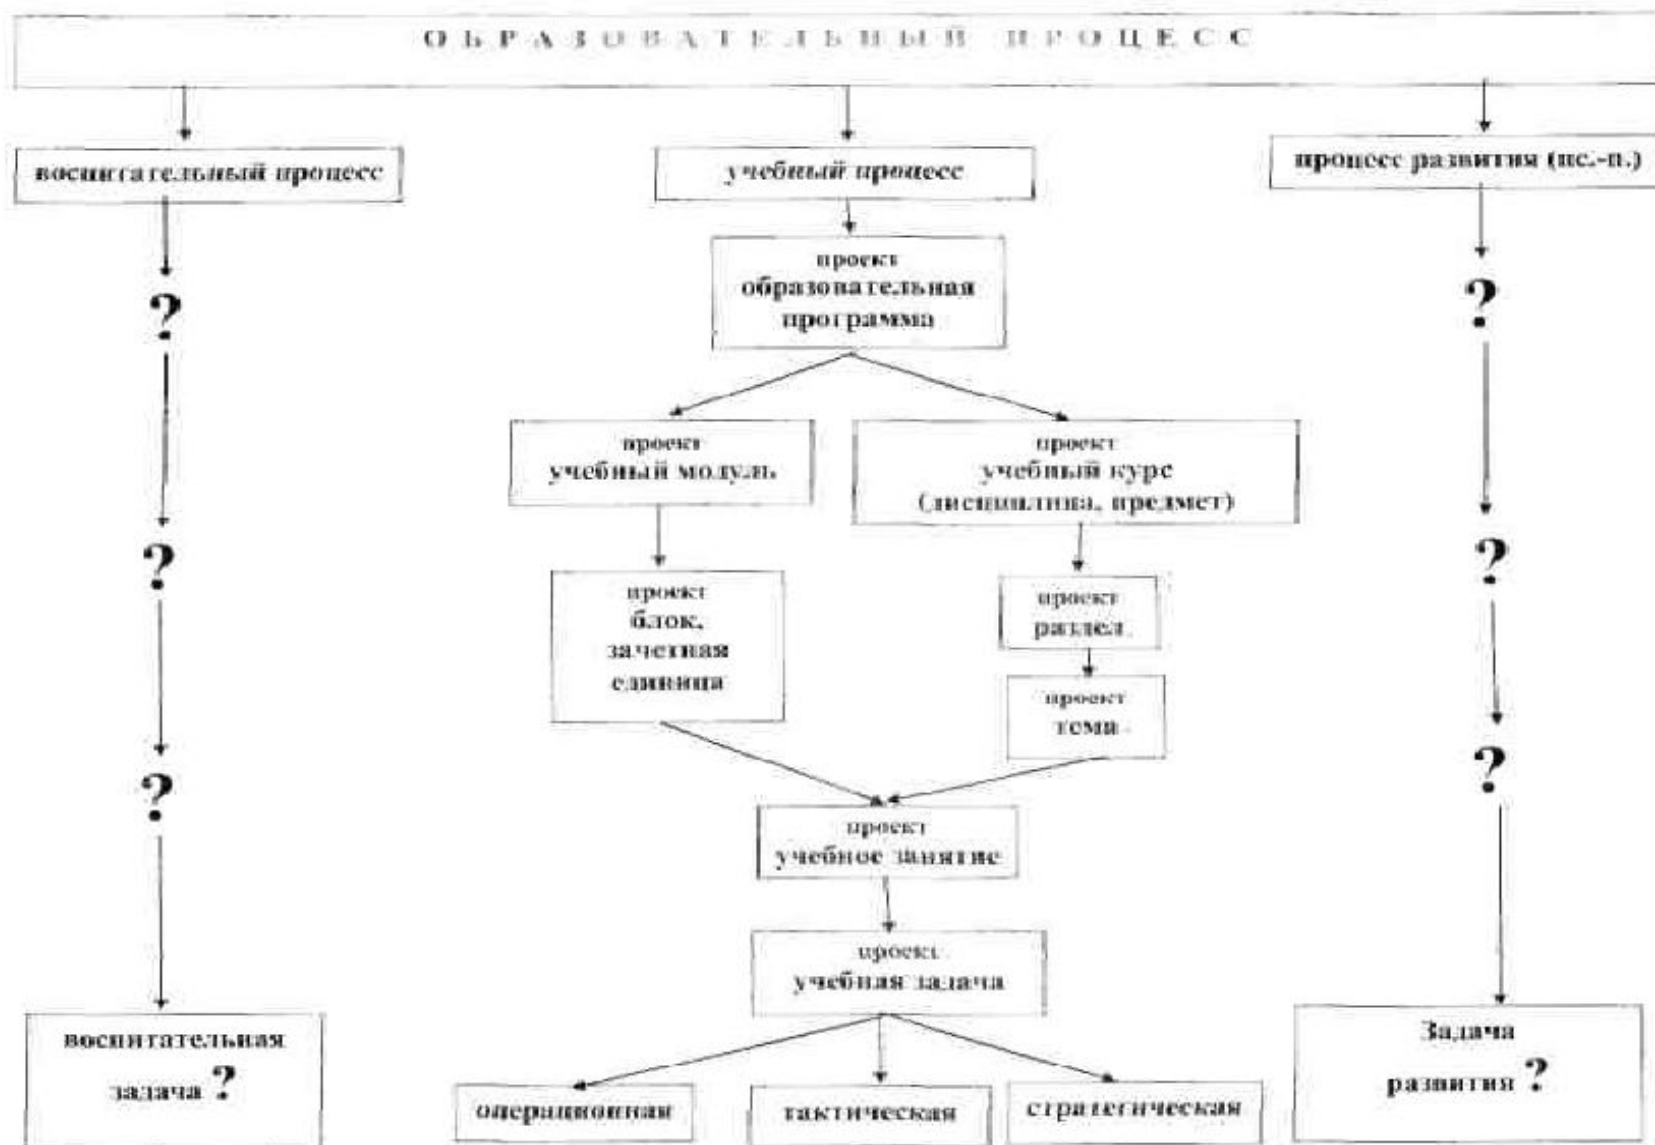 ОБРАЗОВАТЕЛЬНЫЙ ПРОЦЕСС
воспитательный процесс
учебный процесс
процесс развития (пс.-п.)
проект
образовательная
программа
?
?
проект
учебный модуль
проект
учебный курс
(дисциплина, предмет)
?
?
проект
блок,
зачетная
единица
проект
раздел
проект
тема
?
?
проект
учебное занятие
проект
учебная задача
воспитательная
задача ?
Задача
развития ?
операционная
тактическая
стратегическая